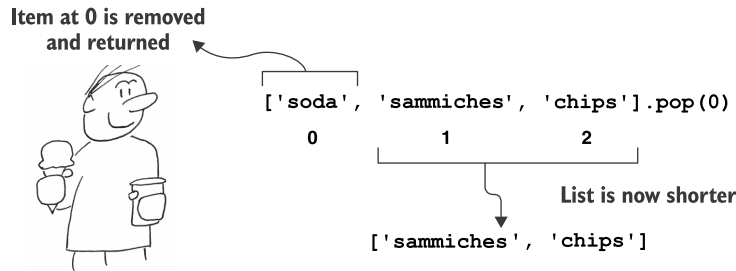 Item at 0 is removed
and returned
['soda', 'sammiches', 'chips'].pop(0)
0 1 2
List is now shorter
['sammiches', 'chips']